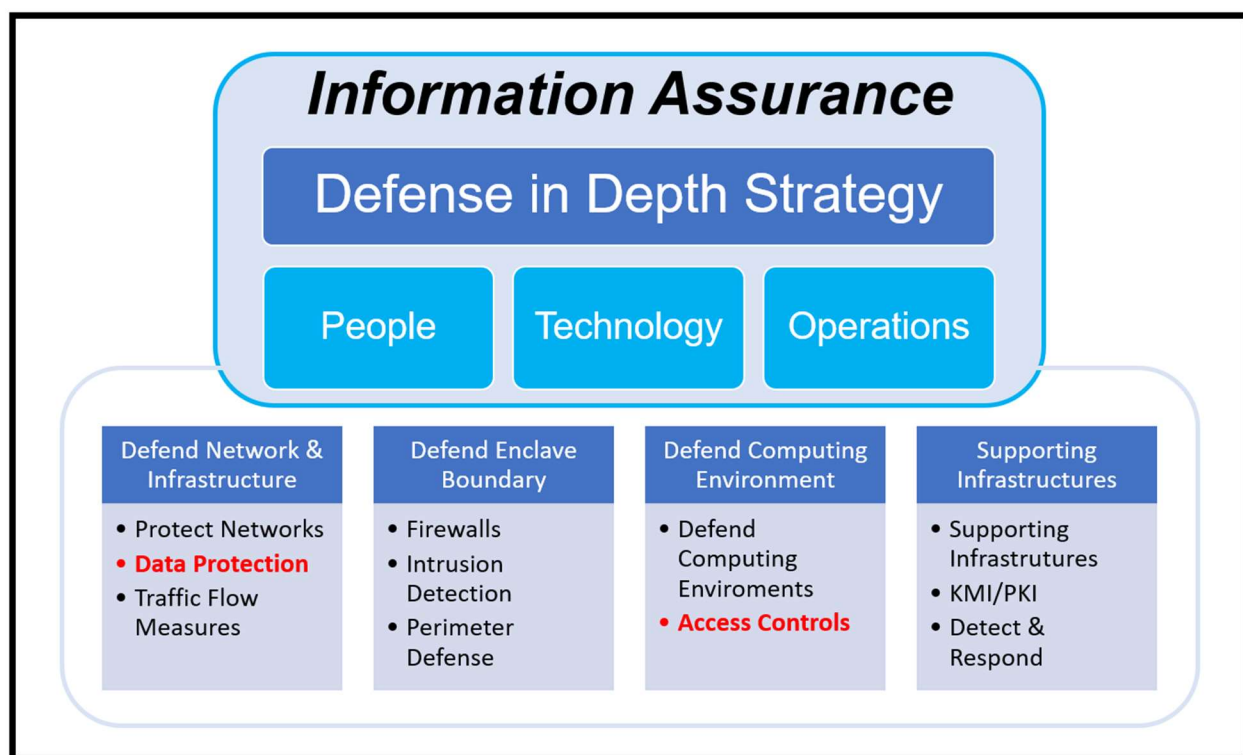 Information Assurance
Defense in Depth Strategy
People
Technology
Operations
Defend Network &
Infrastructure
• Protect Networks
• Data Protection
• Traffic Flow
Measures
Defend Enclave
Boundary
• Firewalls
• Intrusion
Detection
• Perimeter
Defense
Defend Computing
Environment
• Defend
Computing
Enviroments
• Access Controls
Supporting
Infrastructures
• Supporting
Infrastrutures
• KMI/PKI
• Detect &
Respond